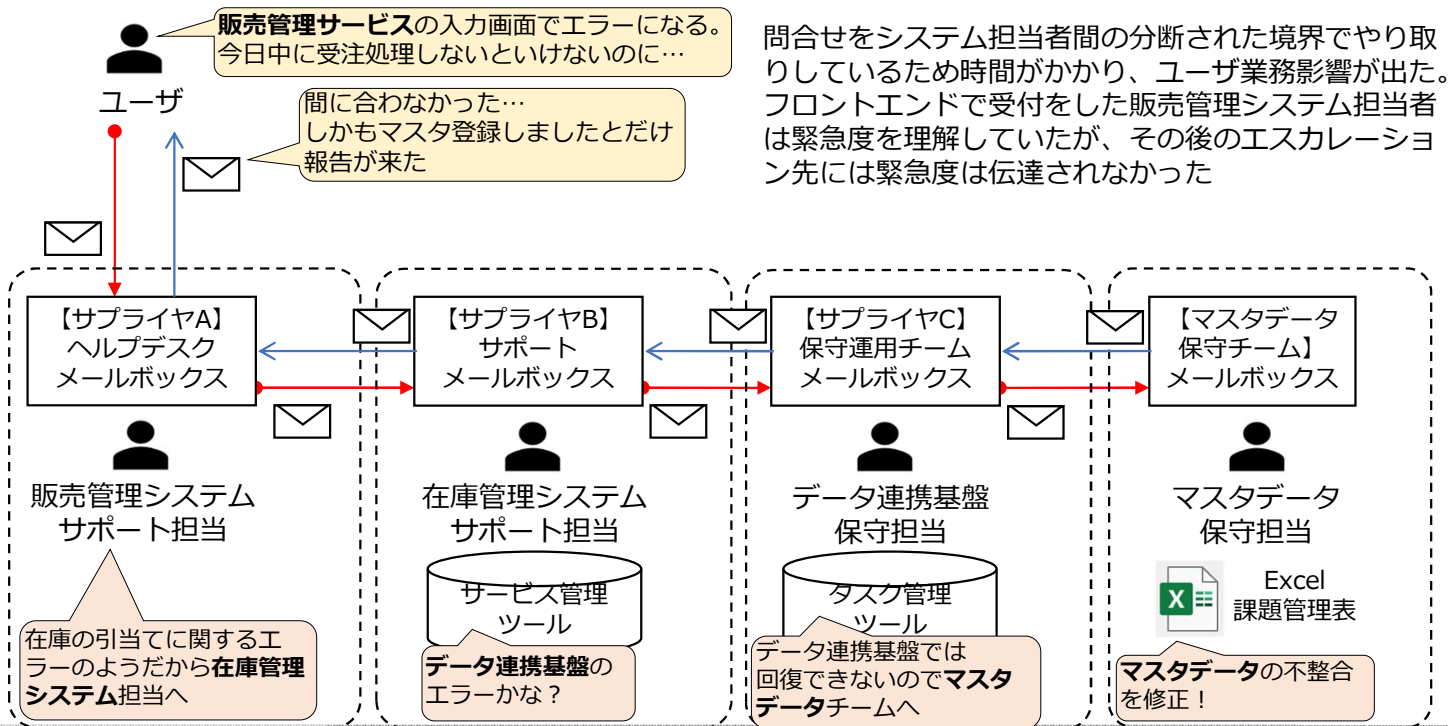 販売管理サービスの入力画面でエラーになる。
今日中に受注処理しないといけないのに…
ユーザ
間に合わなかった…
しかもマスタ登録しましたとだけ
報告が来た
問合せをシステム担当者間の分断された境界でやり取
りしているため時間がかかり、ユーザ業務影響が出た。
フロントエンドで受付をした販売管理システム担当者
は緊急度を理解していたが、その後のエスカレーショ
ン先には緊急度は伝達されなかった
【サプライヤA】
ヘルプデスク
メールボックス
【サプライヤB】
サポート
メールボックス
【サプライヤC】
保守運用チーム
メールボックス
【マスタデータ
保守チーム】
メールボックス
販売管理システム
サポート担当
在庫管理システム
サポート担当
データ連携基盤
保守担当
マスタデータ
保守担当
サービス管理
ツール
タスク管理
ツール
X
Excel
課題管理表
在庫の引当てに関するエ
ラーのようだから在庫管理
システム担当へ
データ連携基盤の
エラーかな？
データ連携基盤では
回復できないのでマスタ
データチームへ
マスタデータの不整合
を修正！